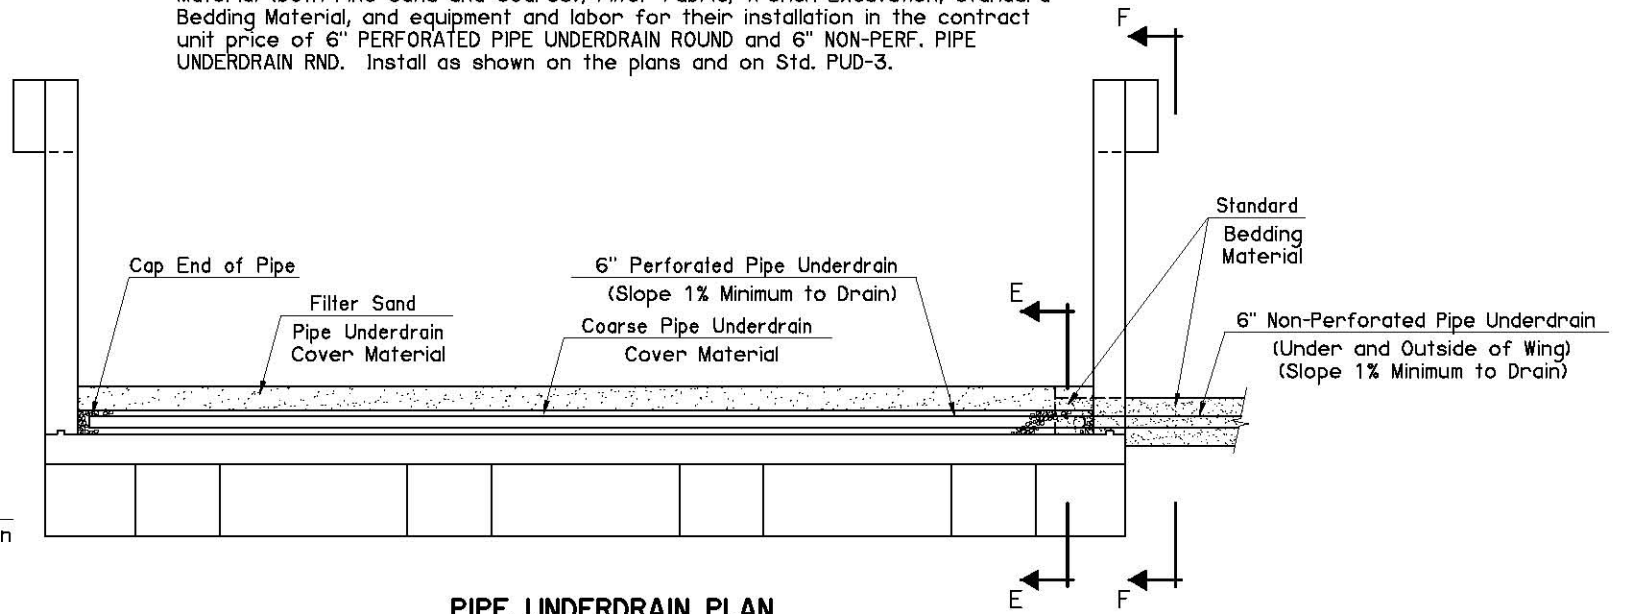 Bedding Material, and equipment and labor for their installation in the contract
unit price of 6" PERFORATED PIPE UNDERDRAIN ROUND and 6" NON-PERF. PIPE
UNDERDRAIN RND.  Install as shown on the plans and on Std. PUD-3.
F
Standard
Bedding
Material
Cap End of Pipe
6" Perforated Pipe Underdrain
(Slope 1% Minimum to Drain)
Filter Sand
Pipe Underdrain
Cover Material
Coarse Pipe Underdrain
Cover Material
E
6" Non-Perforated Pipe Underdrain
(Under and Outside of Wing)
(Slope 1% Minimum to Drain)
n
E
F
PIPE UNDERDRAIN PLAN